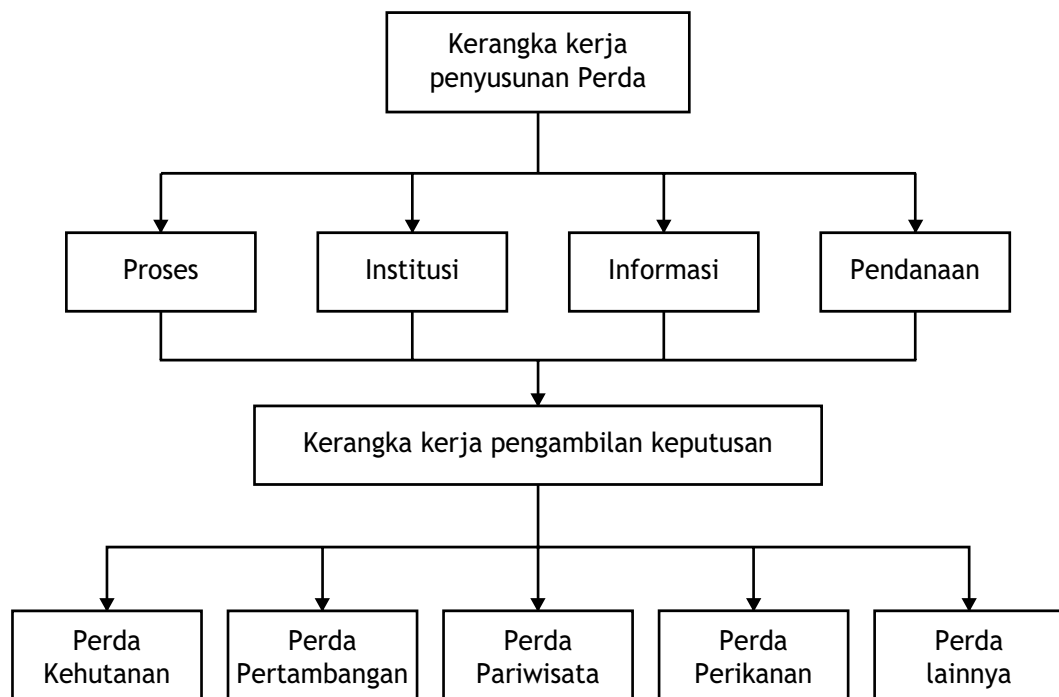 Kerangka kerja
penyusunan Perda
Proses
Institusi
Informasi
Pendanaan
Kerangka kerja pengambilan keputusan
Perda
Kehutanan
Perda
Pertambangan
Perda
Pariwisata
Perda
Perikanan
Perda
lainnya